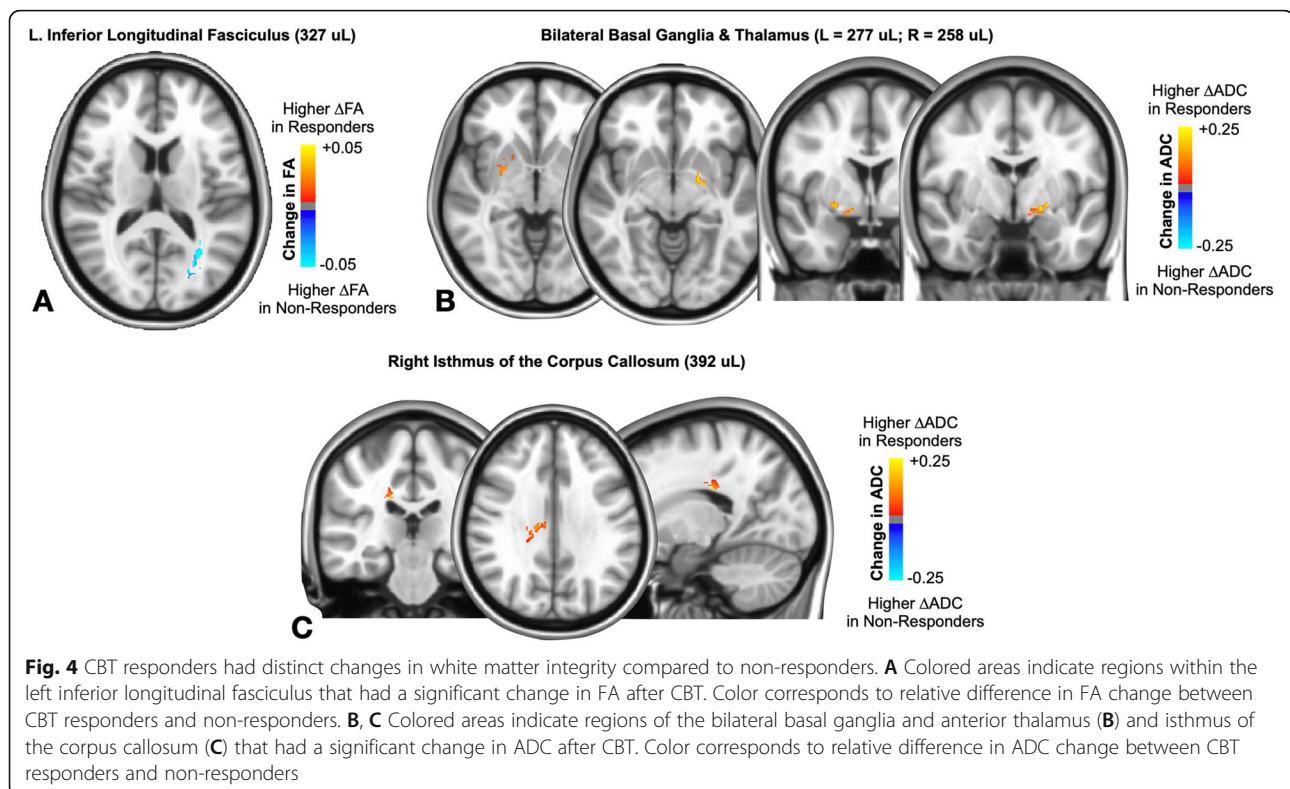 L. Inferior Longitudinal Fasciculus (327 uL)
Higher ΔFA
in Responders
+0.05
Change in FA
-0.05
Higher ΔFA
in Non-Responders
A
Bilateral Basal Ganglia & Thalamus (L = 277 uL; R = 258 uL)
Higher ΔADC
in Responders
+0.25
Change in ADC
-0.25
Higher ΔADC
in Non-Responders
B
Right Isthmus of the Corpus Callosum (392 uL)
Higher ΔADC
in Responders
+0.25
Change in ADC
-0.25
Higher ΔADC
in Non-Responders
C
Fig. 4 CBT responders had distinct changes in white matter integrity compared to non-responders. A Colored areas indicate regions within the
left inferior longitudinal fasciculus that had a significant change in FA after CBT. Color corresponds to relative difference in FA change between
CBT responders and non-responders. B, C Colored areas indicate regions of the bilateral basal ganglia and anterior thalamus (B) and isthmus of
the corpus callosum (C) that had a significant change in ADC after CBT. Color corresponds to relative difference in ADC change between CBT
responders and non-responders